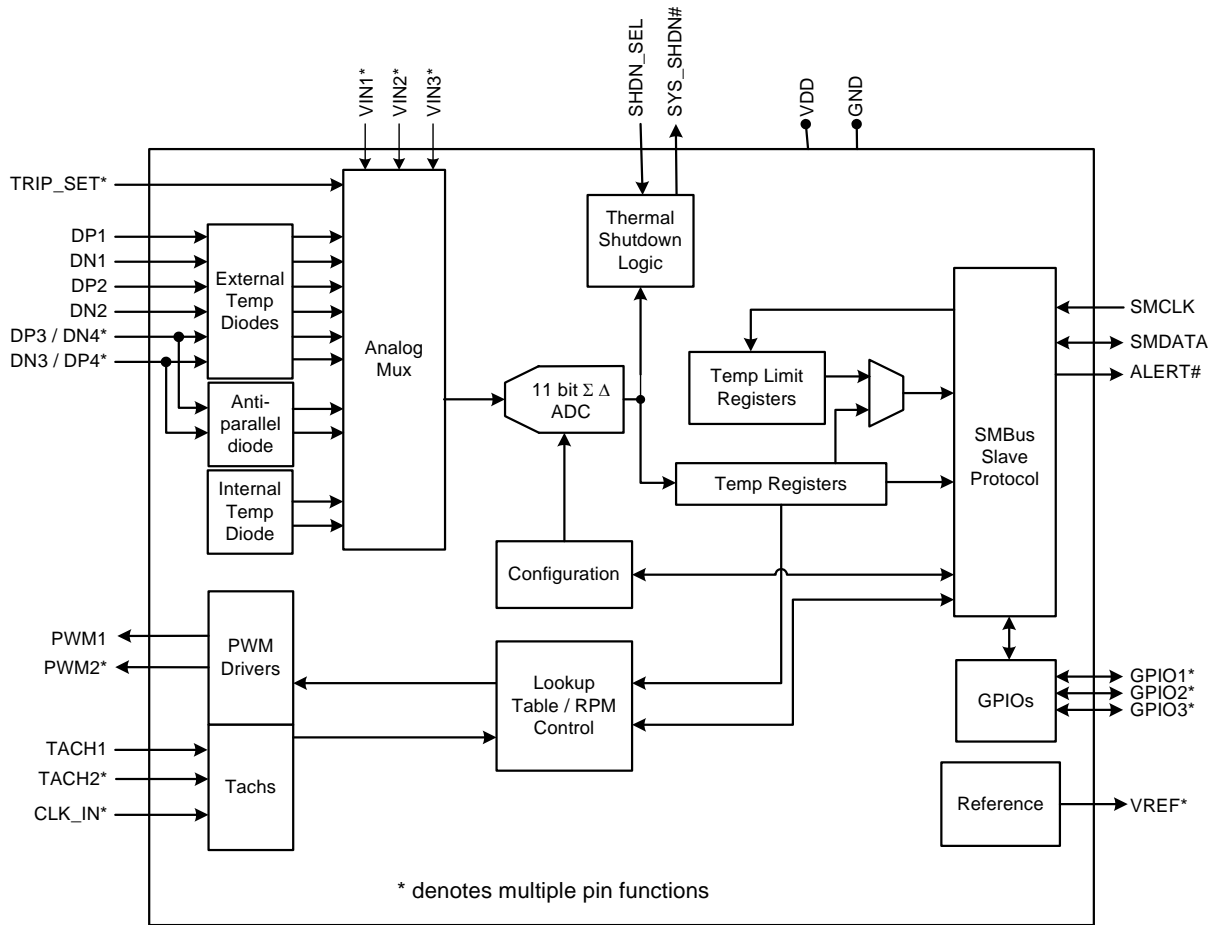 VIN1*
VIN2*
VIN3*
SHDN_SEL
SYS_SHDN#
VDD
GND
TRIP_SET*
DP1
DN1
DP2
DN2
DP3 / DN4*
DN3 / DP4*
External
Temp
Diodes
Anti-
parallel
diode
Internal
Temp
Diode
Analog
Mux
11 bit Σ Δ
ADC
Thermal
Shutdown
Logic
Temp Limit
Registers
Temp Registers
SMBus
Slave
Protocol
SMCLK
SMDATA
ALERT#
Configuration
PWM1
PWM2*
PWM
Drivers
Lookup
Table / RPM
Control
GPIOs
GPIO1*
GPIO2*
GPIO3*
TACH1
TACH2*
CLK_IN*
Tachs
Reference
VREF*
* denotes multiple pin functions